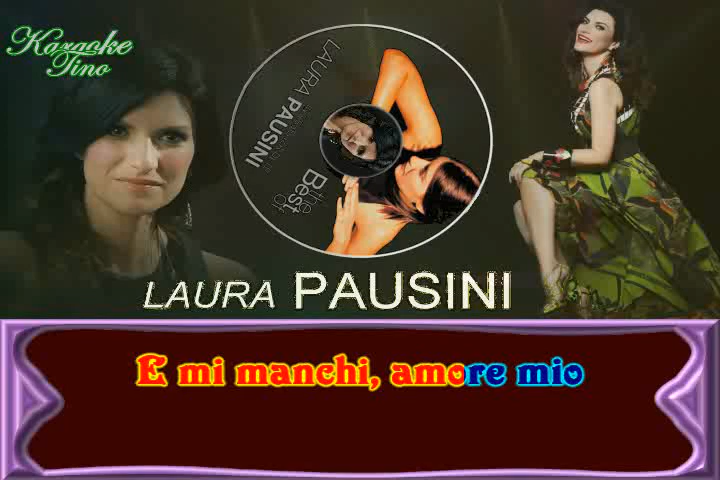 Karaoke
Tino
LAURA PAUSINI
the
Best
Of
LAURA PAUSINI
E mi manchi, amore mio